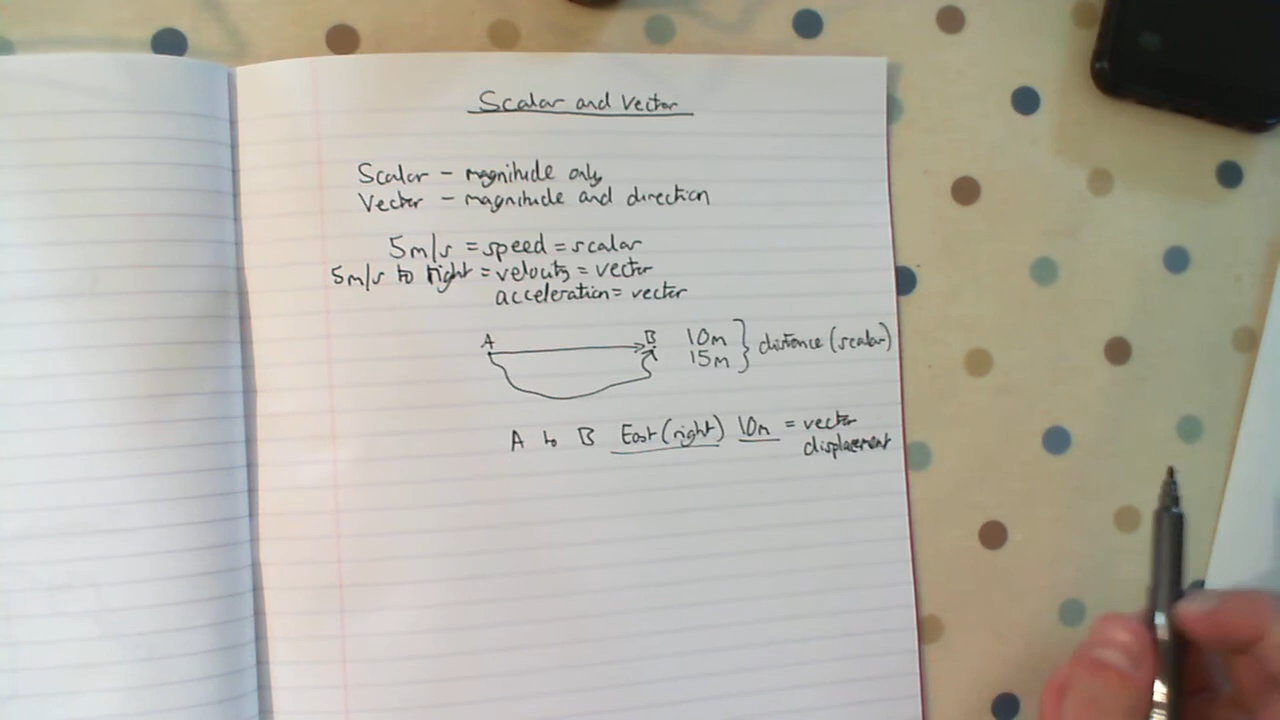 Scalar and Vector
Scalar - magnitude only
Vector - magnitude and direction
5m/s = speed = scalar
5m/s to right = velocity = vector
acceleration = vector
A B 10m } distance (scalar)
15m
A to B East (right) 10m = vector
displacement